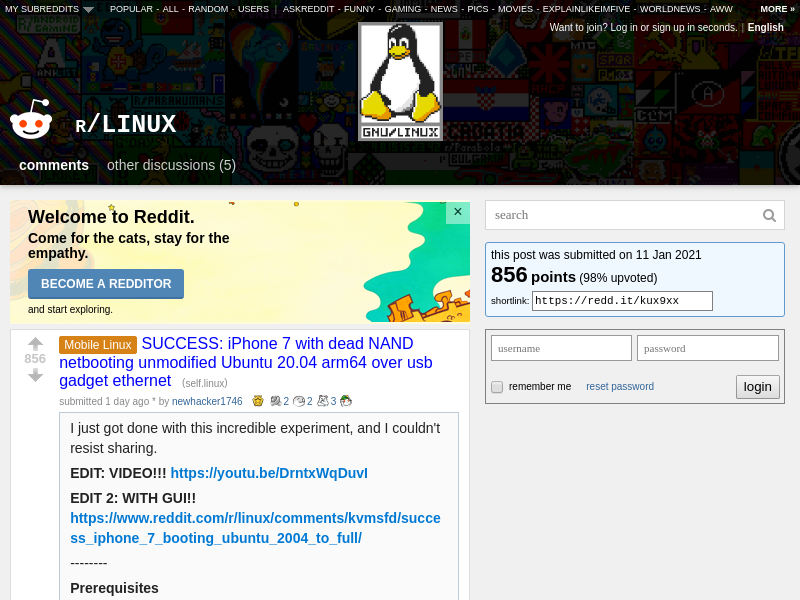 MY SUBREDDITS POPULAR - ALL - RANDOM - USERS | ASKREDDIT - FUNNY - GAMING - NEWS - PICS - MOVIES - EXPLAINLIKEIMFIVE - WORLDNEWS - AWW MORE »
Want to join? Log in or sign up in seconds. | English
GNU/LINUX
R/LINUX
comments other discussions (5)
Welcome to Reddit.
Come for the cats, stay for the
empathy.
BECOME A REDDITOR
and start exploring.
×
search
this post was submitted on 11 Jan 2021
856 points (98% upvoted)
shortlink: https://redd.it/kux9xx
username password
remember me reset password login
856
Mobile Linux SUCCESS: iPhone 7 with dead NAND
netbooting unmodified Ubuntu 20.04 arm64 over usb
gadget ethernet (self.linux)
submitted 1 day ago * by newhacker1746 2 2 3
I just got done with this incredible experiment, and I couldn't
resist sharing.
EDIT: VIDEO!!! https://youtu.be/DrntxWqDuvI
EDIT 2: WITH GUI!!
https://www.reddit.com/r/linux/comments/kvmsfd/succe
ss_iphone_7_booting_ubuntu_2004_to_full/
--------
Prerequisites